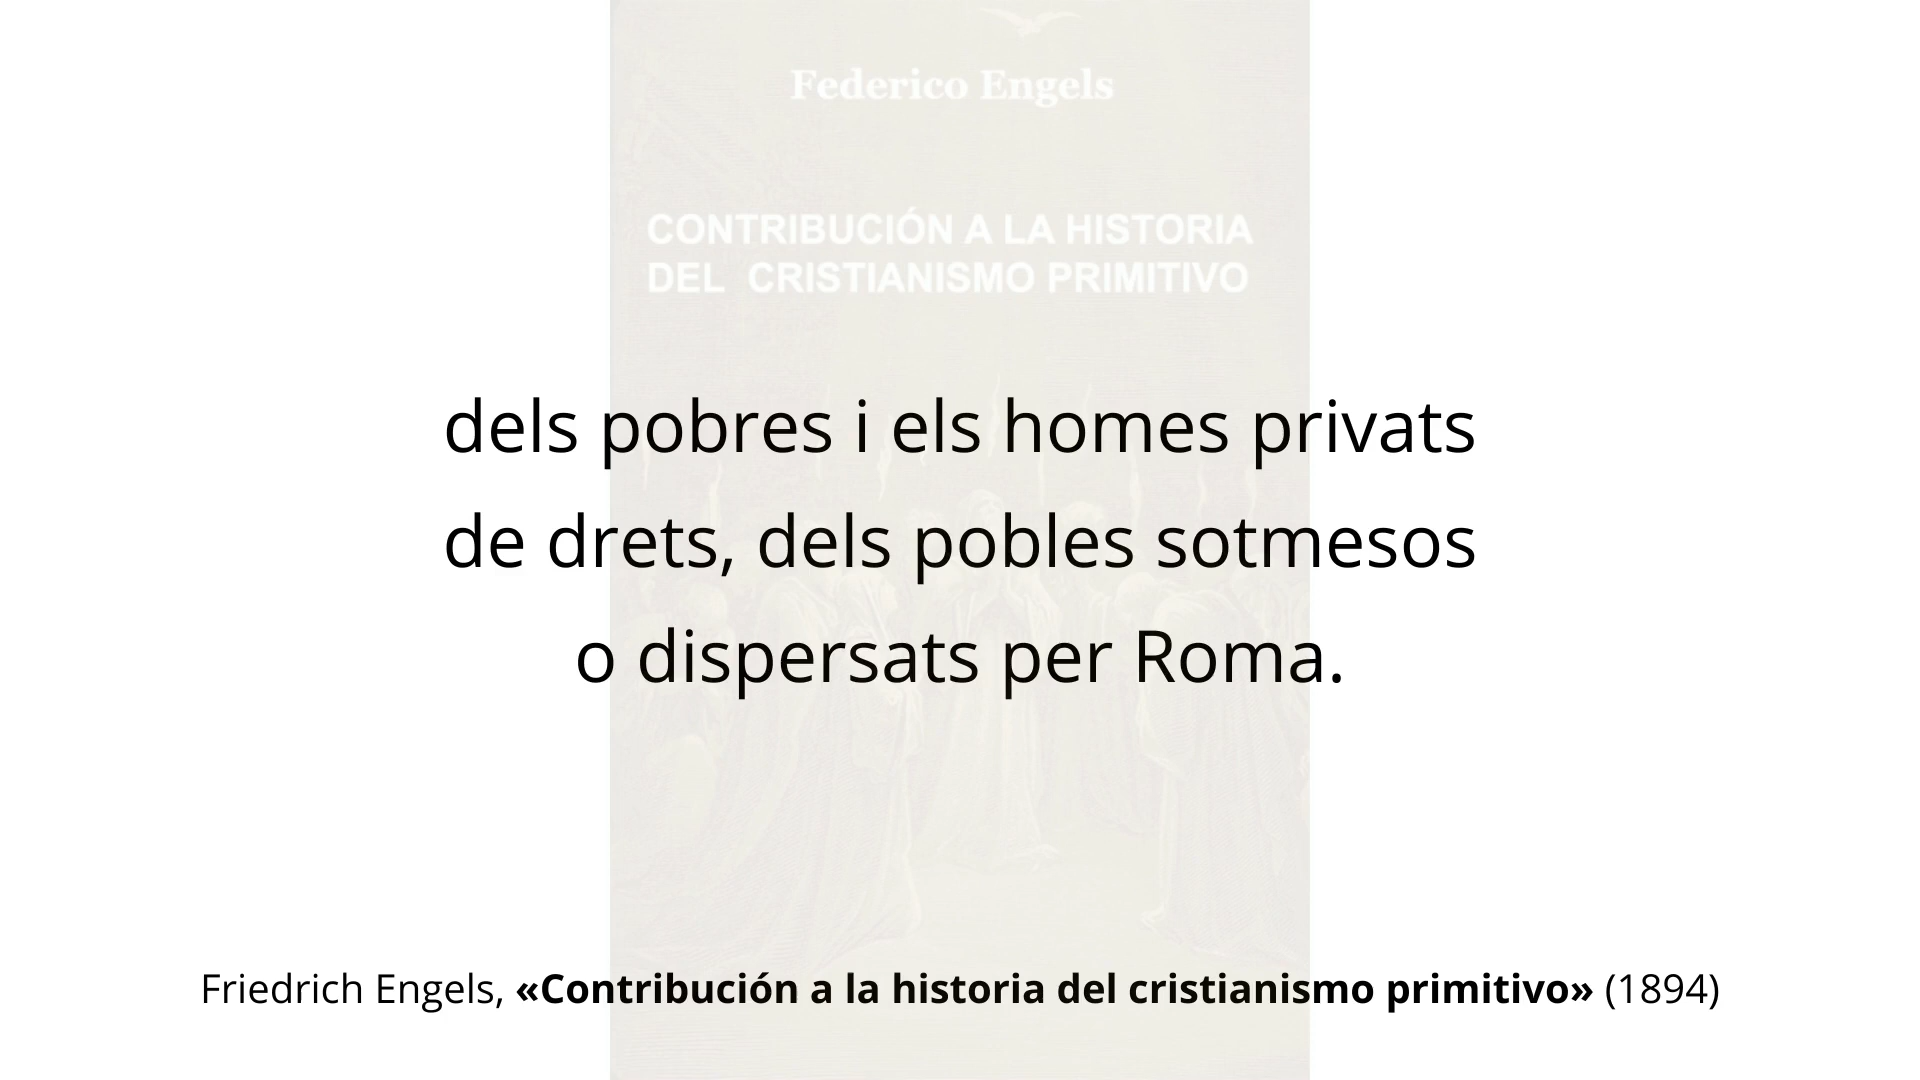 Federico Engels
CONTRIBUCIÓN A LA HISTORIA
DEL CRISTIANISMO PRIMITIVO
dels pobres i els homes privats
de drets, dels pobles sotmesos
o dispersats per Roma.
Friedrich Engels, «Contribución a la historia del cristianismo primitivo» (1894)